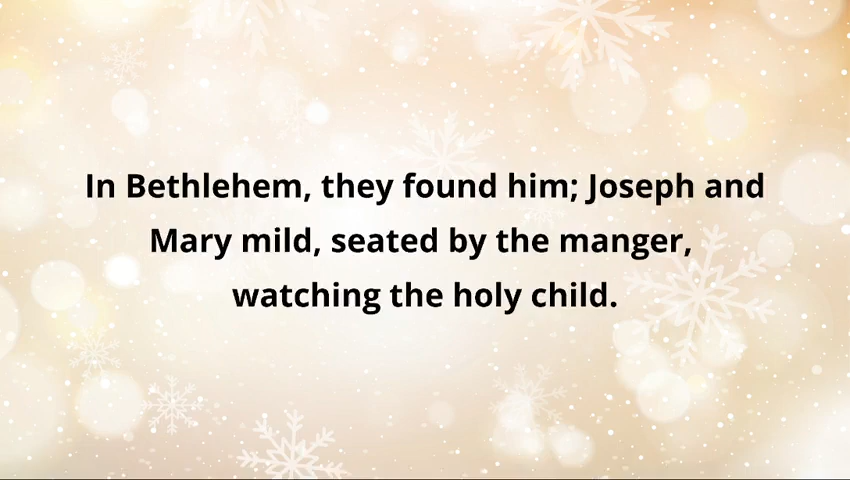 In Bethlehem, they found him; Joseph and
Mary mild, seated by the manger,
watching the holy child.